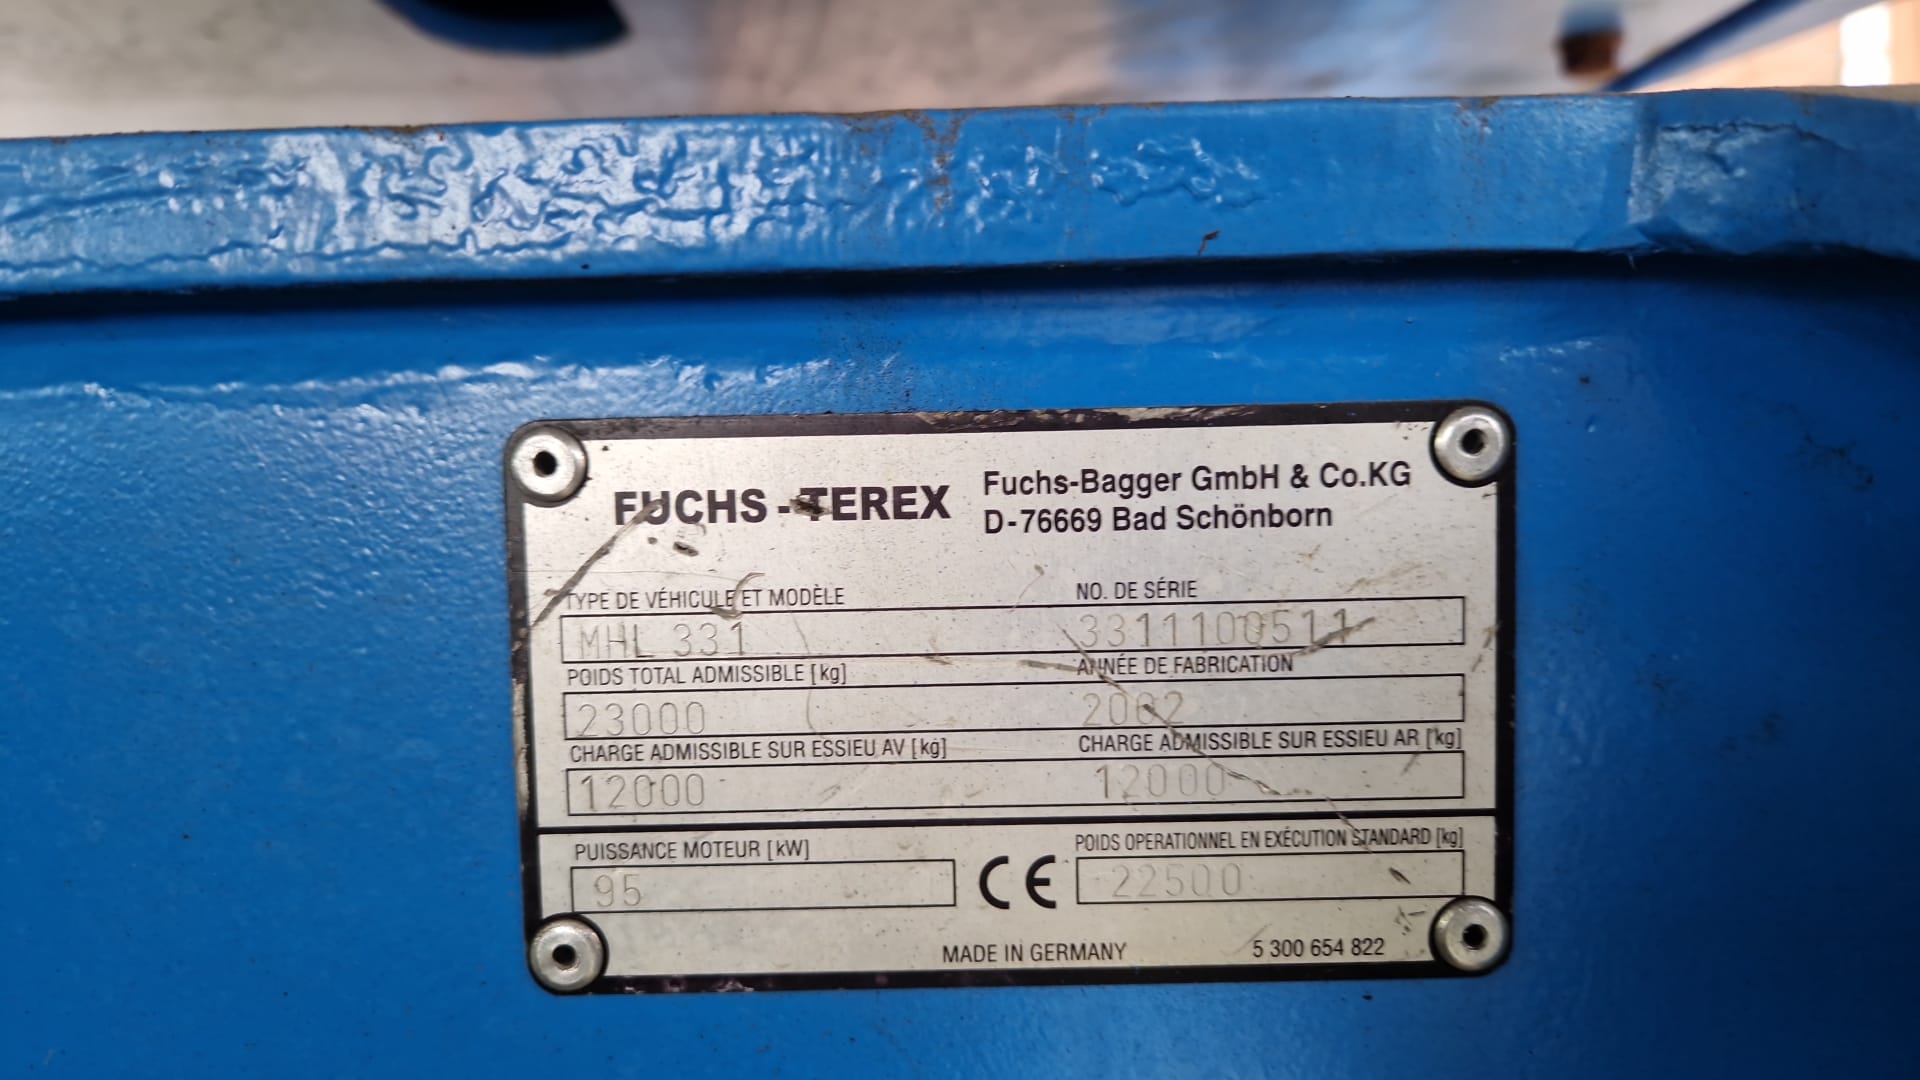 FUCHS-TEREX
Fuchs-Bagger GmbH & Co.KG
D-76669 Bad Schönborn
TYPE DE VÉHICULE ET MODÈLE
MHL 331
NO. DE SÉRIE
3311100511
POIDS TOTAL ADMISSIBLE [kg]
23000
ANNÉE DE FABRICATION
2002
CHARGE ADMISSIBLE SUR ESSIEU AV [kg]
12000
CHARGE ADMISSIBLE SUR ESSIEU AR [kg]
12000
PUISSANCE MOTEUR [kW]
95
CE
POIDS OPERATIONNEL EN EXÉCUTION STANDARD [kg]
22500
MADE IN GERMANY
5 300 654 822